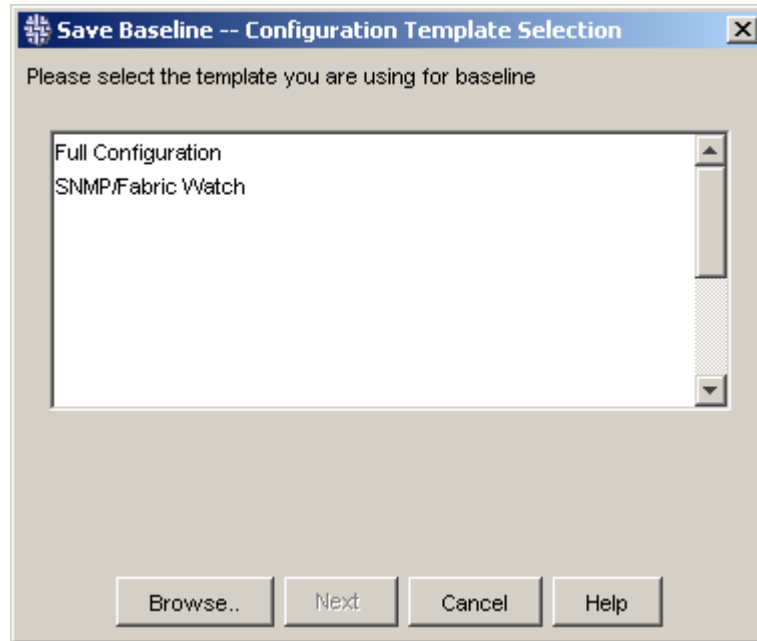 Save Baseline -- Configuration Template Selection
Please select the template you are using for baseline
Full Configuration
SNMP/Fabric Watch
Browse.. Next Cancel Help